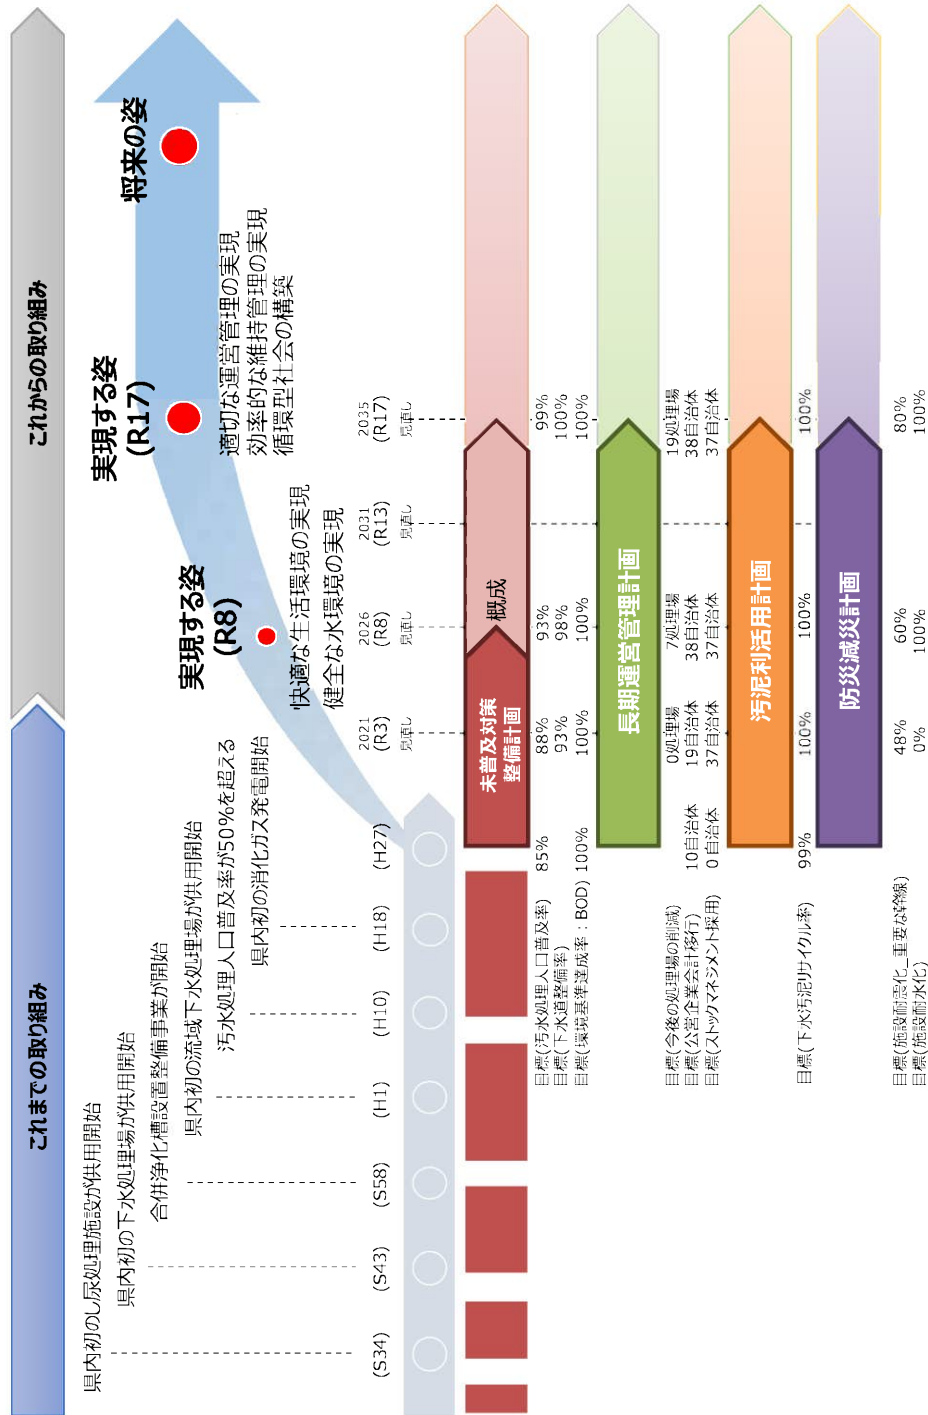 これまでの取り組み
これからの取り組み
県内初のし尿処理施設が供用開始
県内初の下水処理場が供用開始
合併浄化槽設置整備事業が開始
県内初の流域下水処理場が供用開始
汚水処理人口普及率が50%を超える
県内初の消化ガス発電開始
実現する姿
(R8)
実現する姿
(R17)
将来の姿
快適な生活環境の実現
健全な水環境の実現
適切な運営管理の実現
効率的な維持管理の実現
循環型社会の構築
2021
2026
2031
2035
(S34)
(S43)
(S58)
(H1)
(H10)
(H18)
(H27)
(R3)
(R8)
(R13)
(R17)
見直し
見直し
見直し
見直し
未普及対策
整備計画
概成
目標(汚水処理人口普及率) 85% 88% 93% 99%
目標(下水道整備率) 93% 98% 100%
目標(環境基準達成率：BOD) 100% 100% 100% 100%
長期運営管理計画
目標(今後の処理場の削減) 0処理場 7処理場 19処理場
目標(公営企業会計移行) 10自治体 19自治体 38自治体 38自治体
目標(ストックマネジメント採用) 0自治体 37自治体 37自治体 37自治体
汚泥利活用計画
目標(下水汚泥リサイクル率) 99% 100% 100% 100%
防災減災計画
目標(施設耐震化_重要な幹線) 48% 60% 80%
目標(施設耐水化) 0% 100% 100%